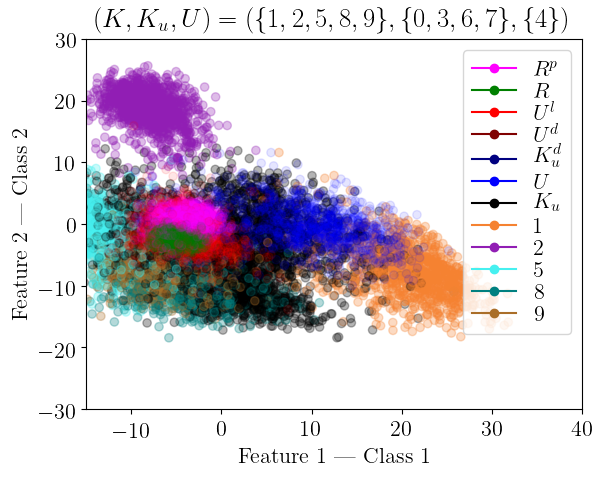 (K, K_u, U) = ({1, 2, 5, 8, 9}, {0, 3, 6, 7}, {4})
30
20
10
0
−10
−20
−30
−10
0
10
20
30
40
Feature 2 — Class 2
Feature 1 — Class 1
R^p
R
U^l
U^d
K_u^d
U
K_u
1
2
5
8
9